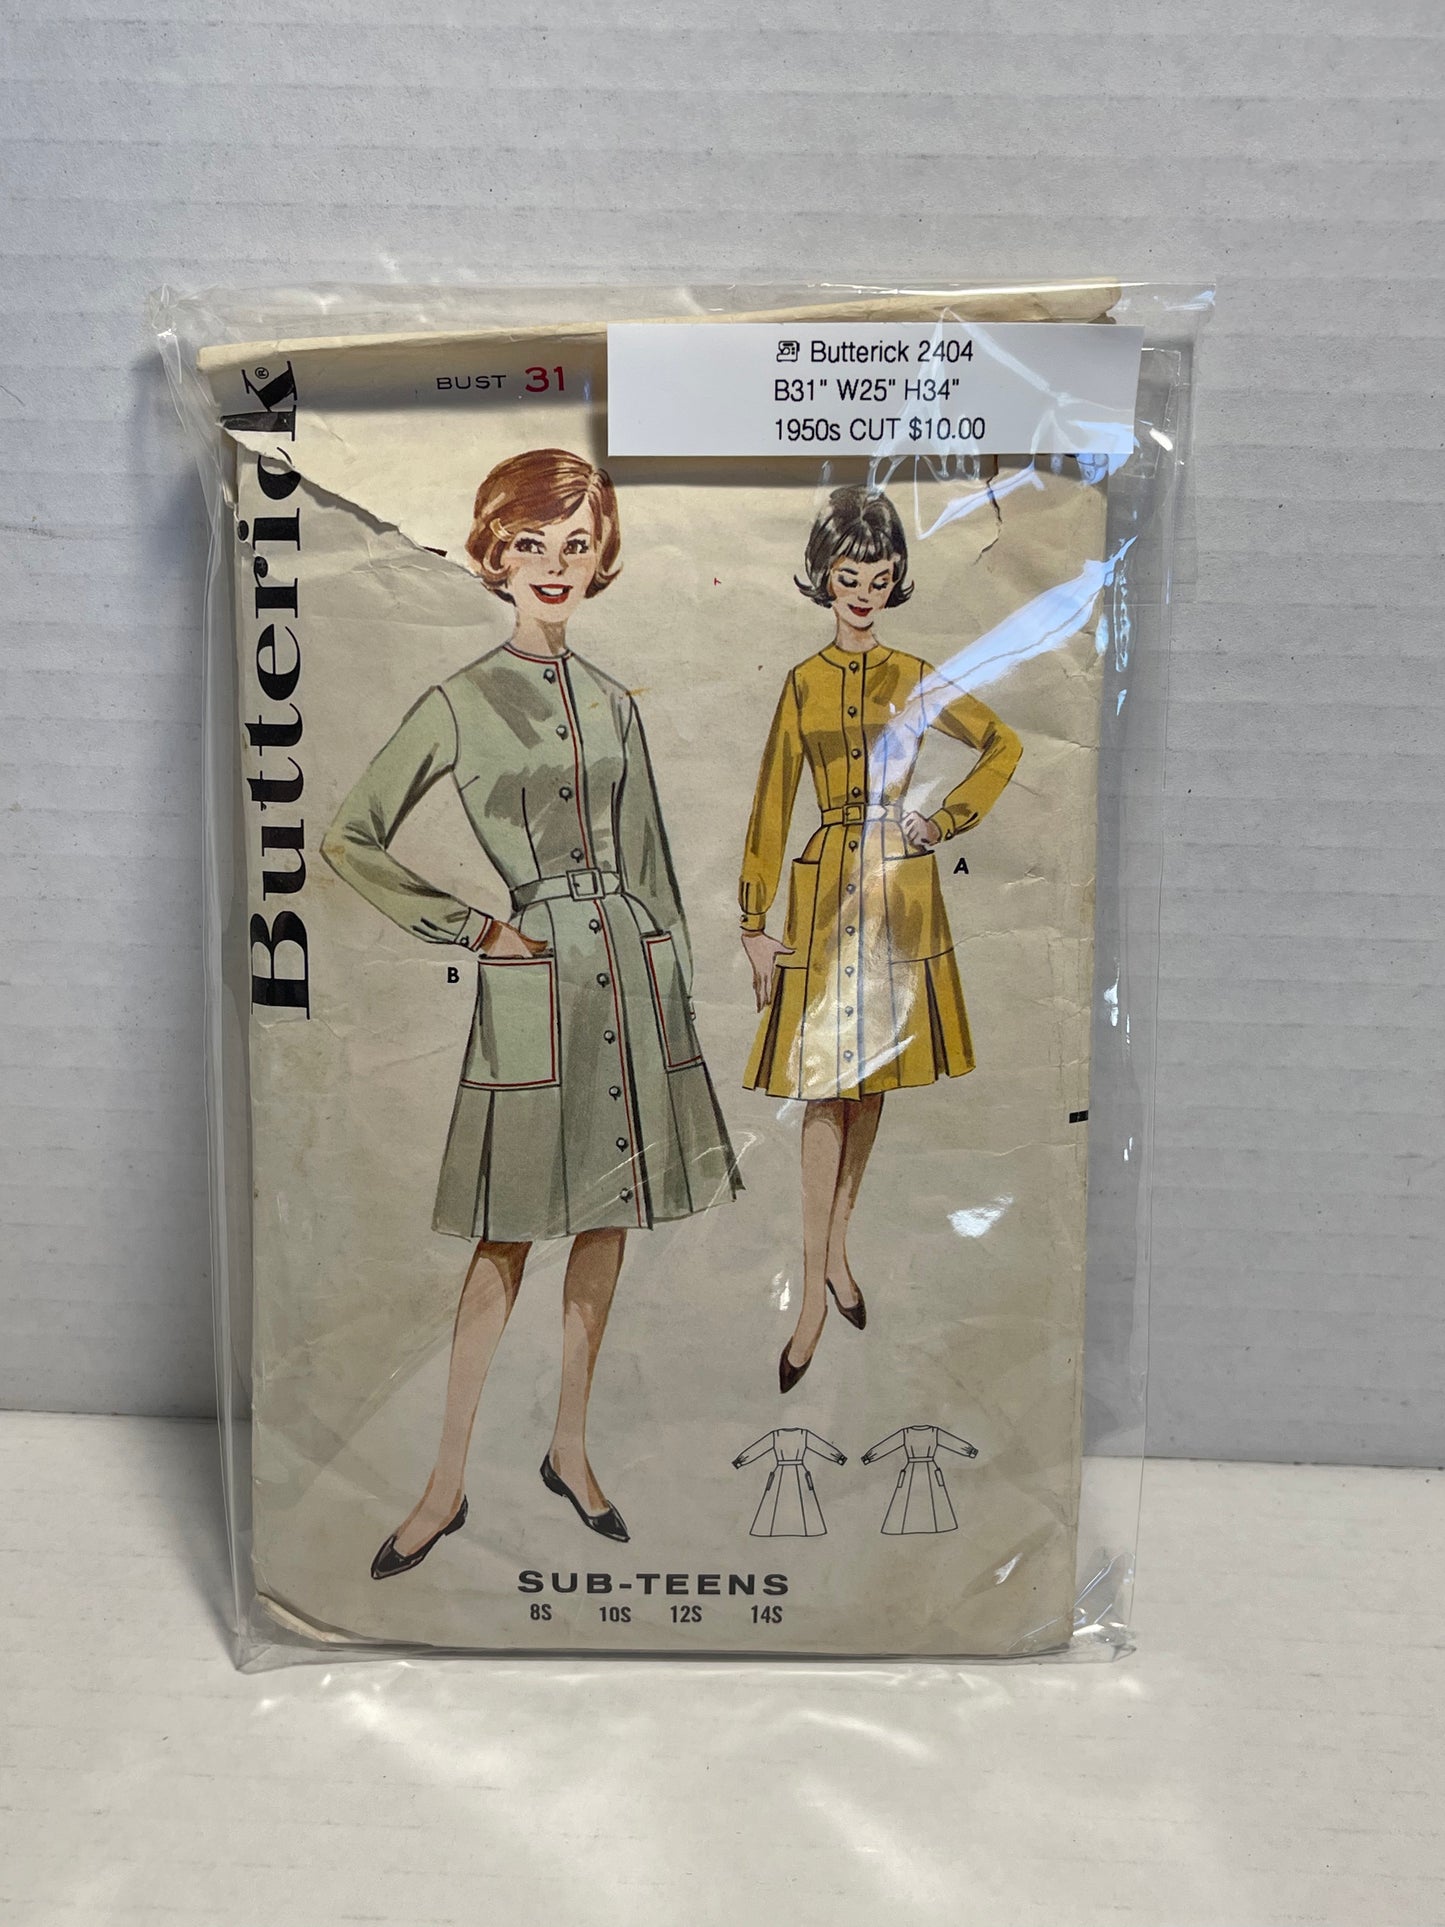 Butterick 2404
B31" W25" H34"
1950s CUT $10.00
BUST 31
Butterick®
B
A
SUB-TEENS
8S 10S 12S 14S